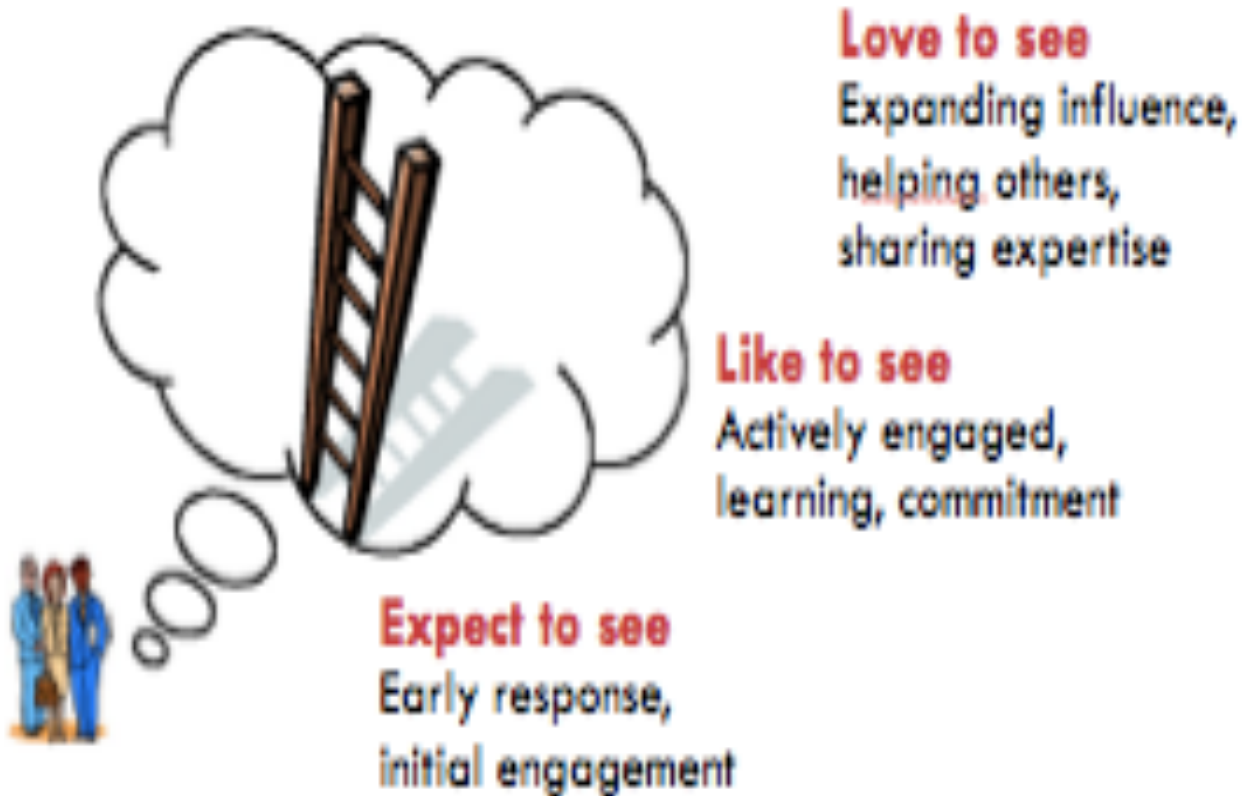 Love to see
Expanding influence,
helping others,
sharing expertise
Like to see
Actively engaged,
learning, commitment
Expect to see
Early response,
initial engagement